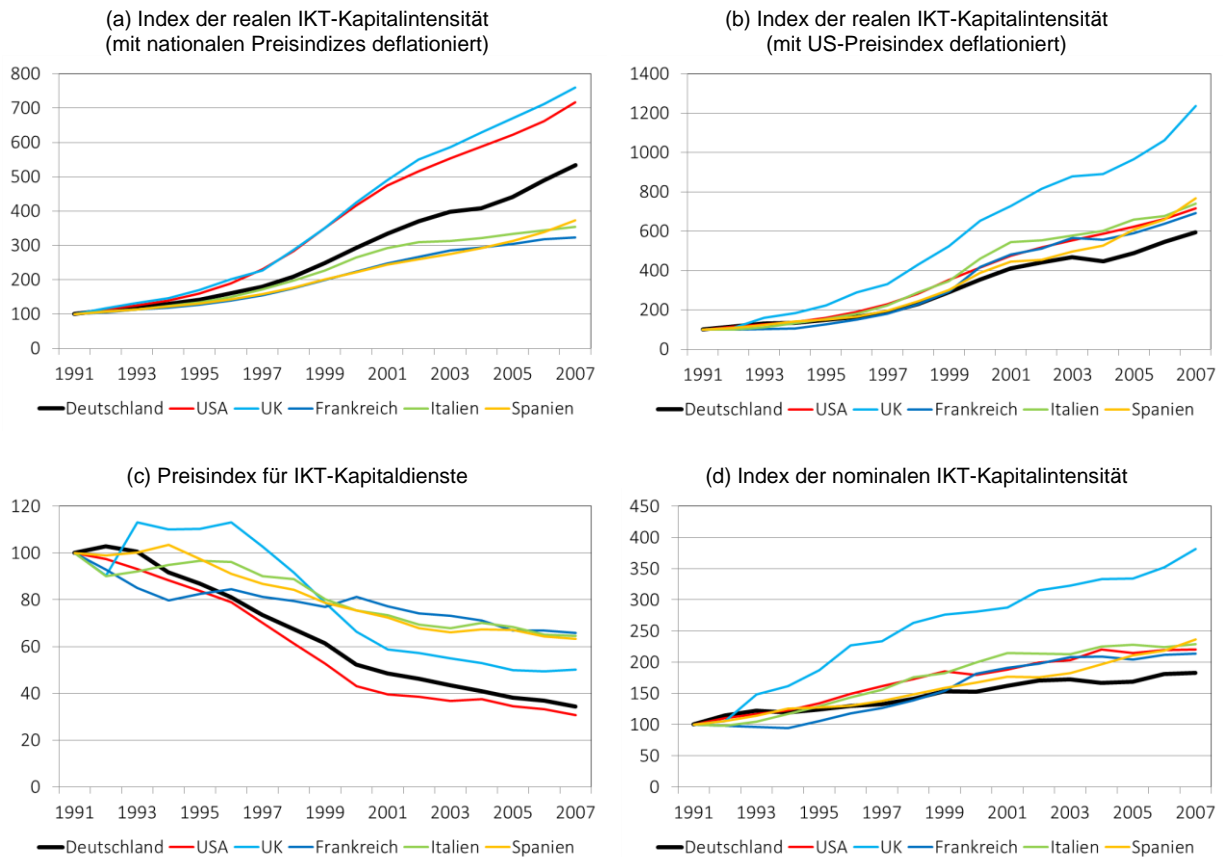 (a) Index der realen IKT-Kapitalintensität
(mit nationalen Preisindizes deflationiert)
800
700
600
500
400
300
200
100
0
1991 1993 1995 1997 1999 2001 2003 2005 2007
Deutschland USA UK Frankreich Italien Spanien
(b) Index der realen IKT-Kapitalintensität
(mit US-Preisindex deflationiert)
1400
1200
1000
800
600
400
200
0
1991 1993 1995 1997 1999 2001 2003 2005 2007
Deutschland USA UK Frankreich Italien Spanien
(c) Preisindex für IKT-Kapitaldienste
120
100
80
60
40
20
0
1991 1993 1995 1997 1999 2001 2003 2005 2007
Deutschland USA UK Frankreich Italien Spanien
(d) Index der nominalen IKT-Kapitalintensität
450
400
350
300
250
200
150
100
50
0
1991 1993 1995 1997 1999 2001 2003 2005 2007
Deutschland USA UK Frankreich Italien Spanien